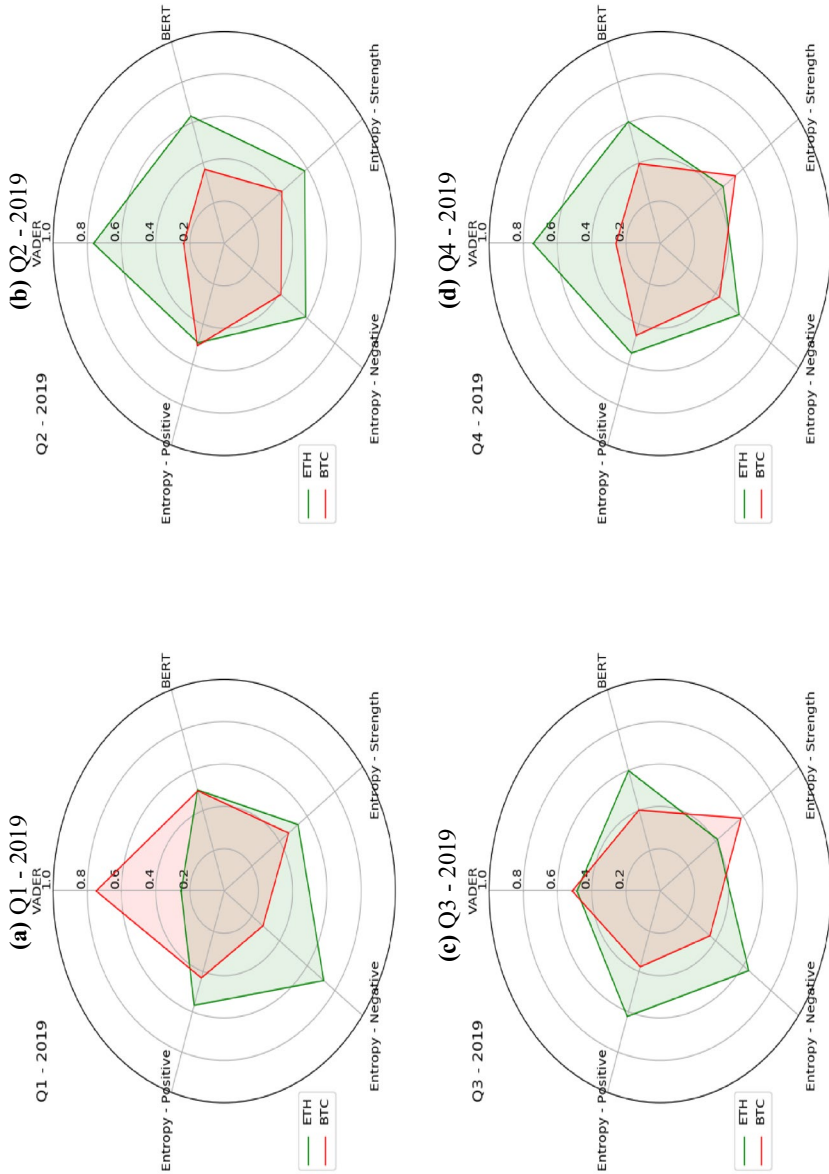 (a) Q1 - 2019
Q1 - 2019
VADER
1.0
0.8
0.6
0.4
0.2
BERT
Entropy - Positive
Entropy - Strength
Entropy - Negative
ETH
BTC
(b) Q2 - 2019
Q2 - 2019
VADER
1.0
0.8
0.6
0.4
0.2
BERT
Entropy - Positive
Entropy - Strength
Entropy - Negative
ETH
BTC
(c) Q3 - 2019
Q3 - 2019
VADER
1.0
0.8
0.6
0.4
0.2
BERT
Entropy - Positive
Entropy - Strength
Entropy - Negative
ETH
BTC
(d) Q4 - 2019
Q4 - 2019
VADER
1.0
0.8
0.6
0.4
0.2
BERT
Entropy - Positive
Entropy - Strength
Entropy - Negative
ETH
BTC